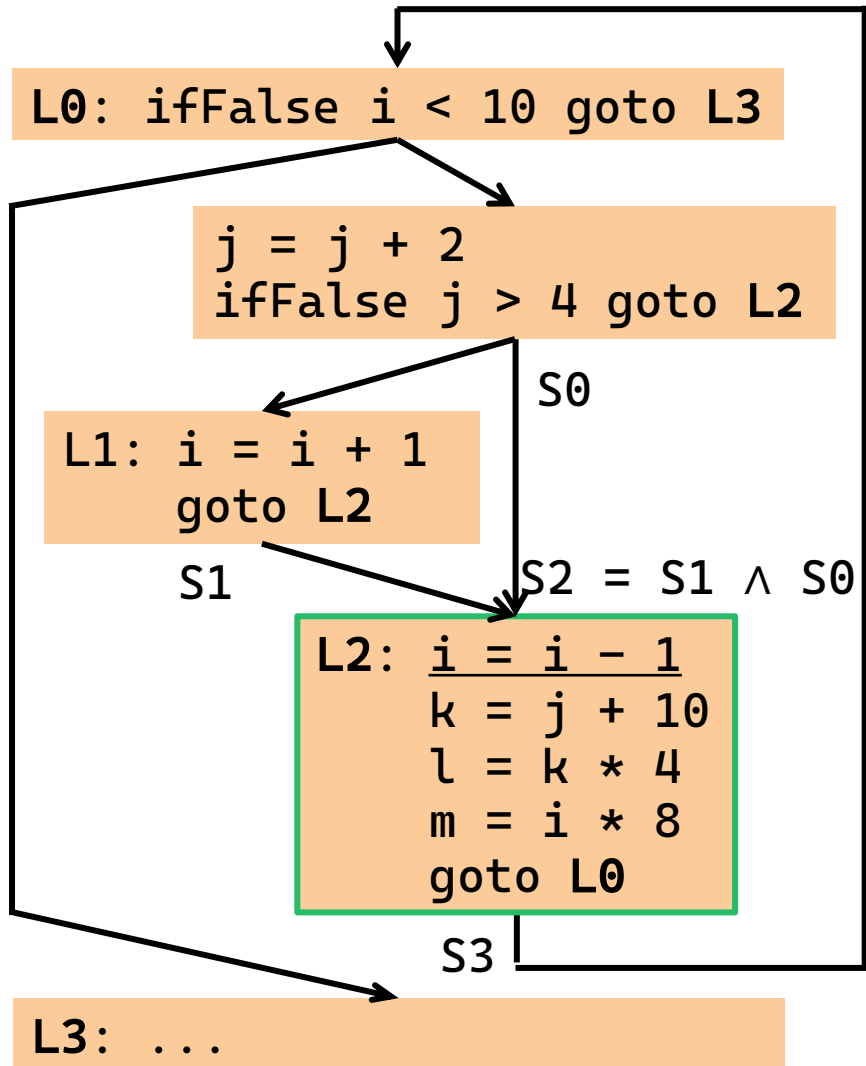 L0: ifFalse i < 10 goto L3
j = j + 2
ifFalse j > 4 goto L2
S0
L1: i = i + 1
goto L2
S1
S2 = S1 ∧ S0
L2: i = i − 1
k = j + 10
l = k * 4
m = i * 8
goto L0
S3
L3: ...